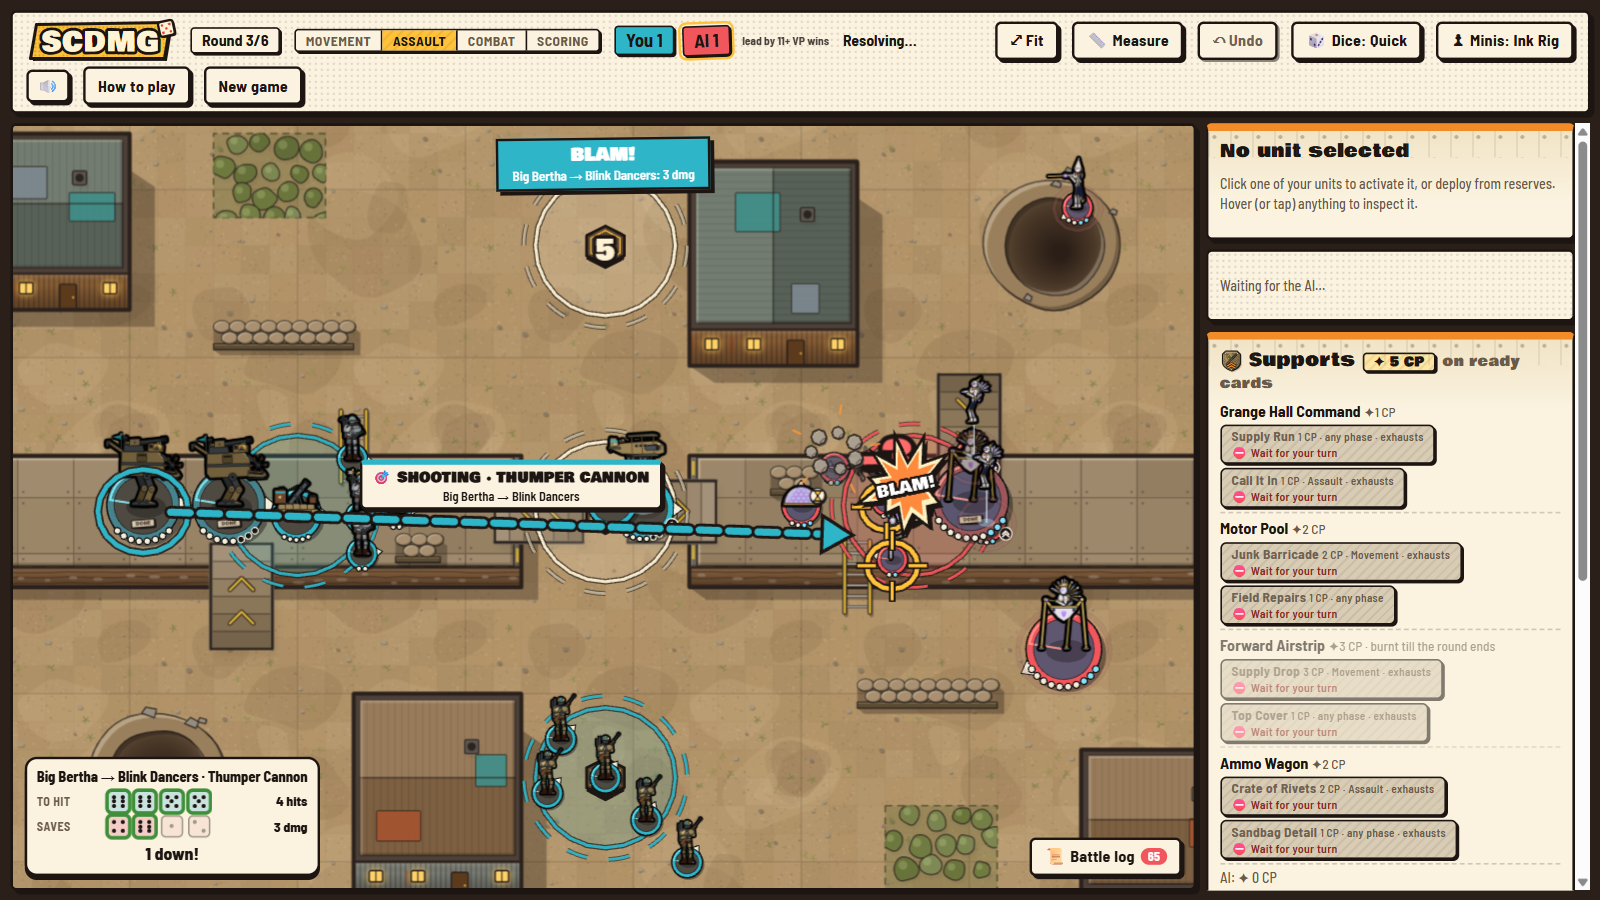 SCDMG
Round 3/6
MOVEMENT
ASSAULT
COMBAT
SCORING
You 1
AI 1
lead by 11+ VP wins
Resolving...
Fit
Measure
Undo
Dice: Quick
Minis: Ink Rig
How to play
New game
BLAM!
Big Bertha → Blink Dancers: 3 dmg
5
SHOOTING · THUMPER CANNON
Big Bertha → Blink Dancers
BLAM!
DONE
DONE
DONE
Big Bertha → Blink Dancers · Thumper Cannon
TO HIT
4 hits
SAVES
3 dmg
1 down!
Battle log 65
No unit selected
Click one of your units to activate it, or deploy from reserves.
Hover (or tap) anything to inspect it.
Waiting for the AI...
Supports ✦ 5 CP on ready
cards
Grange Hall Command ✦1 CP
Supply Run 1 CP · any phase · exhausts
Wait for your turn
Call It In 1 CP · Assault · exhausts
Wait for your turn
Motor Pool ✦2 CP
Junk Barricade 2 CP · Movement · exhausts
Wait for your turn
Field Repairs 1 CP · any phase
Wait for your turn
Forward Airstrip ✦3 CP · burnt till the round ends
Supply Drop 3 CP · Movement · exhausts
Wait for your turn
Top Cover 1 CP · any phase · exhausts
Wait for your turn
Ammo Wagon ✦2 CP
Crate of Rivets 2 CP · Assault · exhausts
Wait for your turn
Sandbag Detail 1 CP · any phase · exhausts
Wait for your turn
AI: ✦ 0 CP